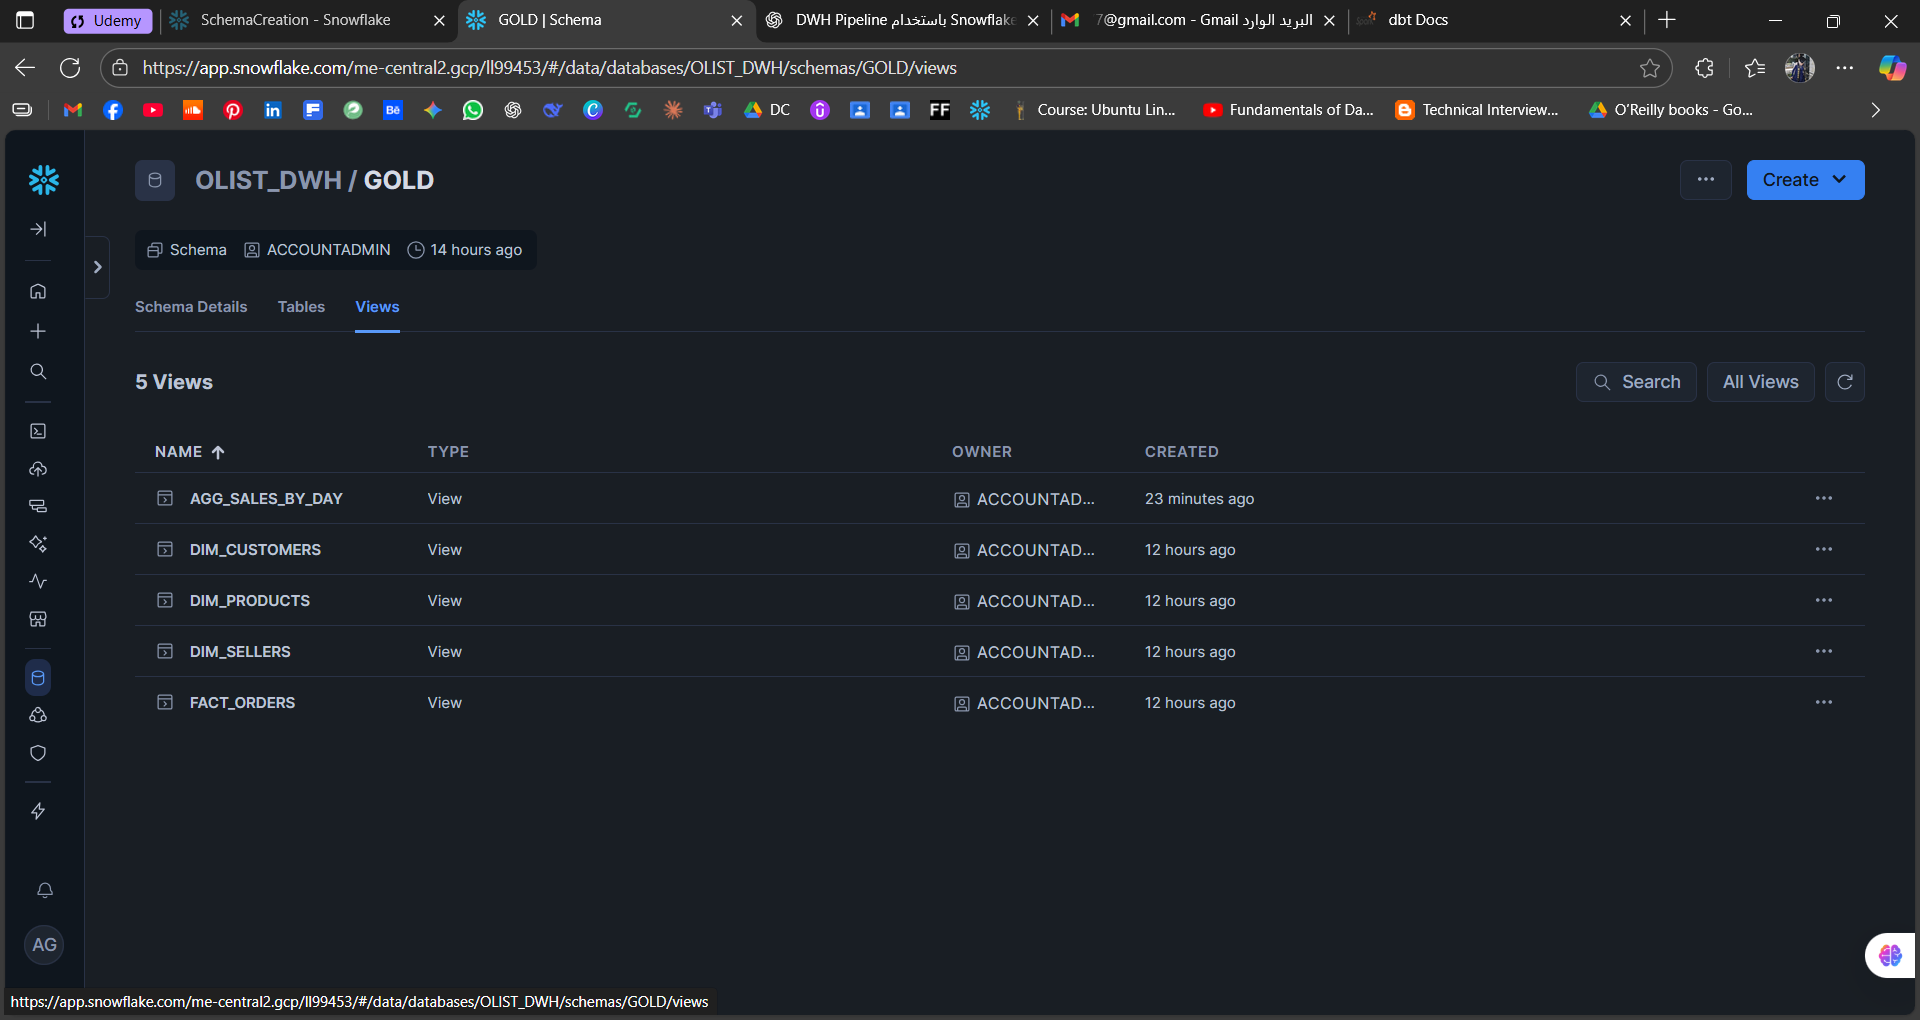 Udemy
SchemaCreation - Snowflake
GOLD | Schema
DWH Pipeline باستخدام Snowflake
7@gmail.com - Gmail البريد الوارد
dbt Docs
https://app.snowflake.com/me-central2.gcp/ll99453/#/data/databases/OLIST_DWH/schemas/GOLD/views
DC
Course: Ubuntu Lin...
Fundamentals of Da...
Technical Interview...
O'Reilly books - Go...
OLIST_DWH / GOLD
Create
Schema ACCOUNTADMIN 14 hours ago
Schema Details Tables Views
5 Views
Search
All Views
NAME TYPE OWNER CREATED
AGG_SALES_BY_DAY View ACCOUNTAD... 23 minutes ago
DIM_CUSTOMERS View ACCOUNTAD... 12 hours ago
DIM_PRODUCTS View ACCOUNTAD... 12 hours ago
DIM_SELLERS View ACCOUNTAD... 12 hours ago
FACT_ORDERS View ACCOUNTAD... 12 hours ago
AG
https://app.snowflake.com/me-central2.gcp/ll99453/#/data/databases/OLIST_DWH/schemas/GOLD/views